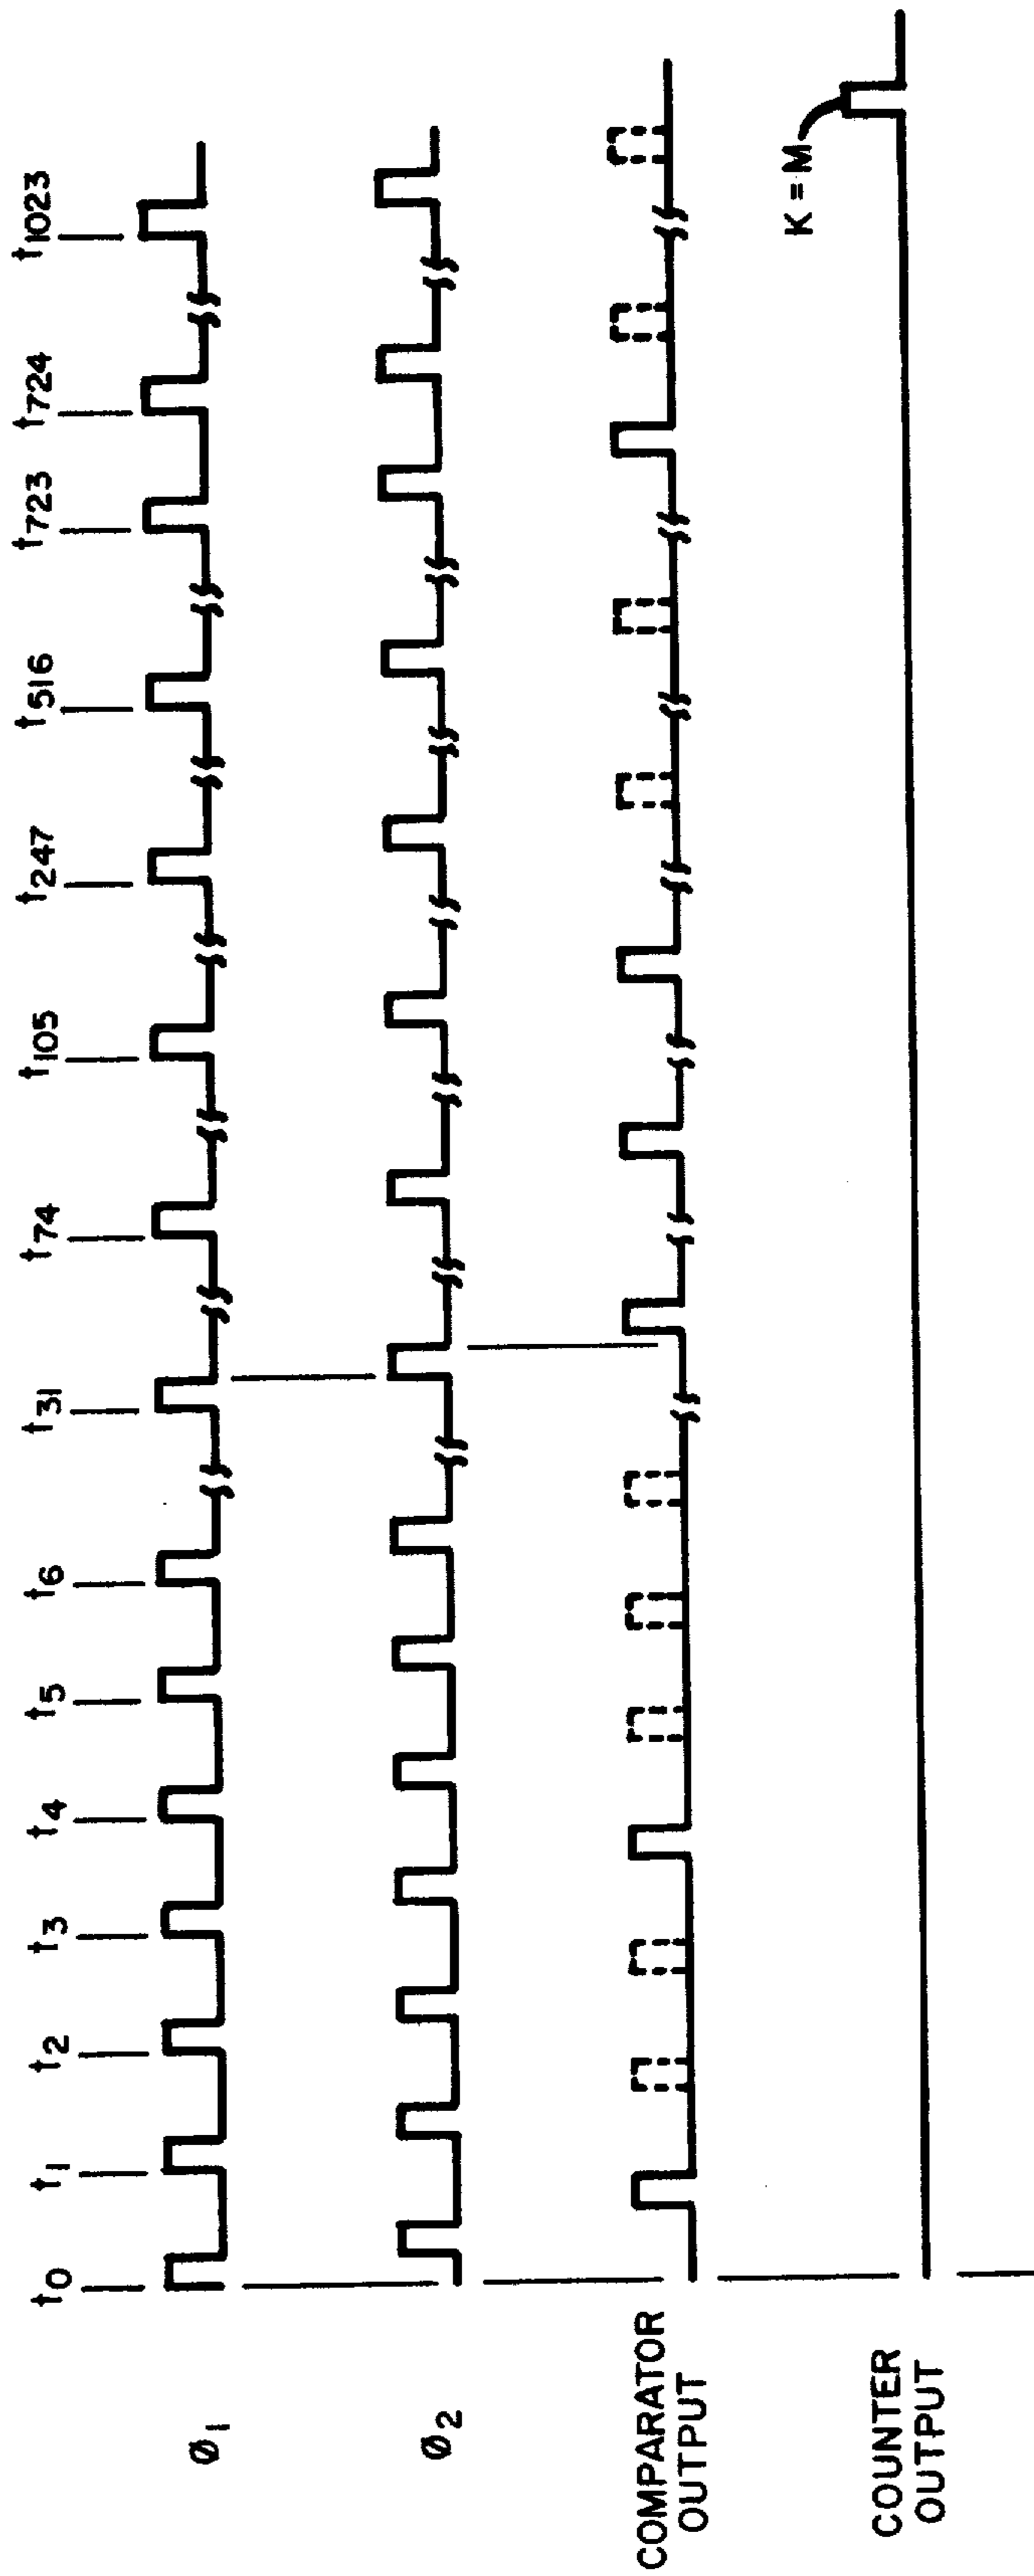 t0 t1 t2 t3 t4 t5 t6 t31 t74 t105 t247 t516 t723 t724 t1023
Ø1
Ø2
COMPARATOR
OUTPUT
K = M
COUNTER
OUTPUT